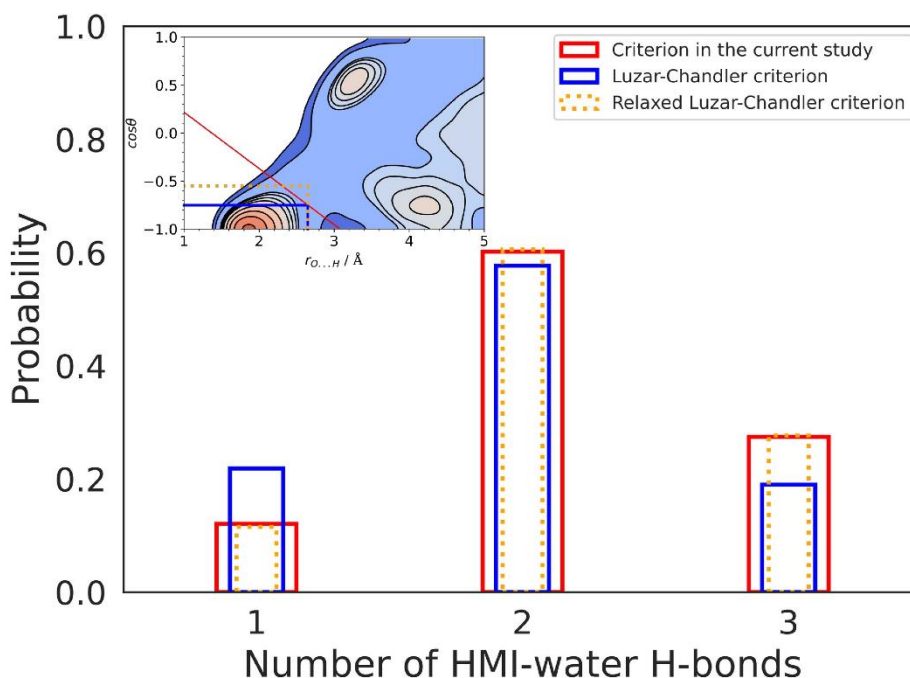 1.0
0.8
0.6
0.4
0.2
0.0
Probability
1
2
3
Number of HMI-water H-bonds
Criterion in the current study
Luzar-Chandler criterion
Relaxed Luzar-Chandler criterion
1.0
0.5
0.0
−0.5
−1.0
cosθ
1
2
3
4
5
rO...H / Å